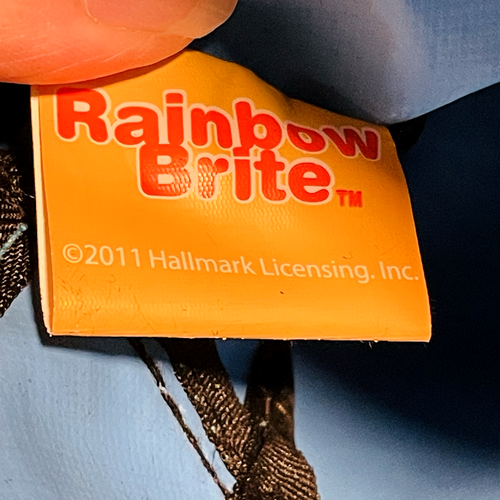 Rainbow
Brite™
©2011 Hallmark Licensing. Inc.